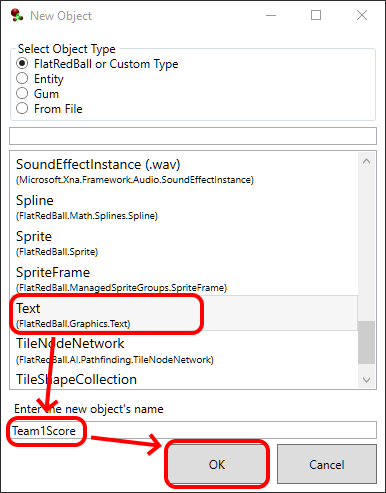 New Object
Select Object Type
FlatRedBall or Custom Type
Entity
Gum
From File
SoundEffectInstance (.wav)
(Microsoft.Xna.Framework.Audio.SoundEffectInstance)
Spline
(FlatRedBall.Math.Splines.Spline)
Sprite
(FlatRedBall.Sprite)
SpriteFrame
(FlatRedBall.ManagedSpriteGroups.SpriteFrame)
Text
(FlatRedBall.Graphics.Text)
TileNodeNetwork
(FlatRedBall.AI.Pathfinding.TileNodeNetwork)
TileShapeCollection
Enter the new object's name
Team1Score
OK
Cancel